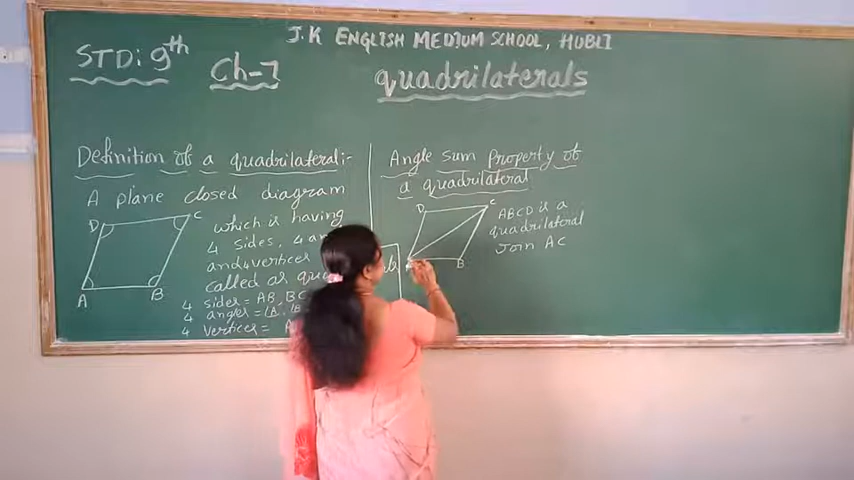 J.K ENGLISH MEDIUM SCHOOL, HUBLI
STD: 9th
Ch-7
quadrilaterals
Definition of a quadrilateral:-
A plane closed diagram
which is having
4 sides, 4
and 4 vertices
called as
4 sides = AB, BC
4 angles = ∠A,
4 vertices =
D
C
A
B
Angle sum Property of
a quadrilateral
D
C
B
ABCD is a
quadrilateral
Join AC